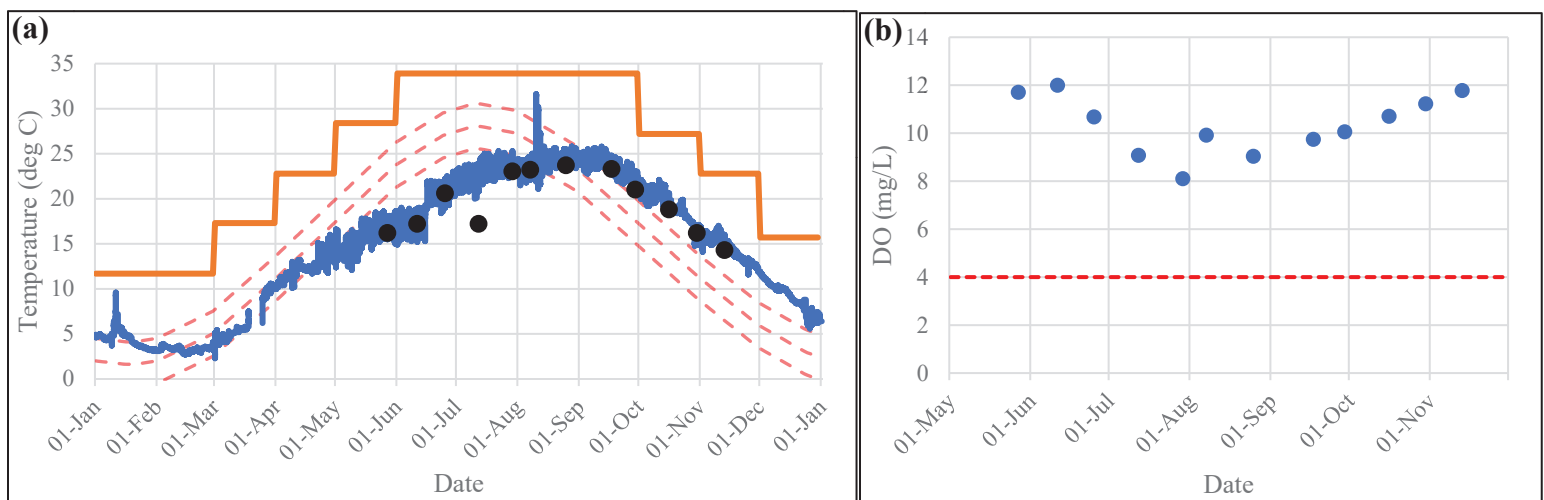 (a)
Temperature (deg C)
35
30
25
20
15
10
5
0
01-Jan
01-Feb
01-Mar
01-Apr
01-May
01-Jun
01-Jul
01-Aug
01-Sep
01-Oct
01-Nov
01-Dec
01-Jan
Date
(b)
DO (mg/L)
14
12
10
8
6
4
2
0
01-May
01-Jun
01-Jul
01-Aug
01-Sep
01-Oct
01-Nov
Date